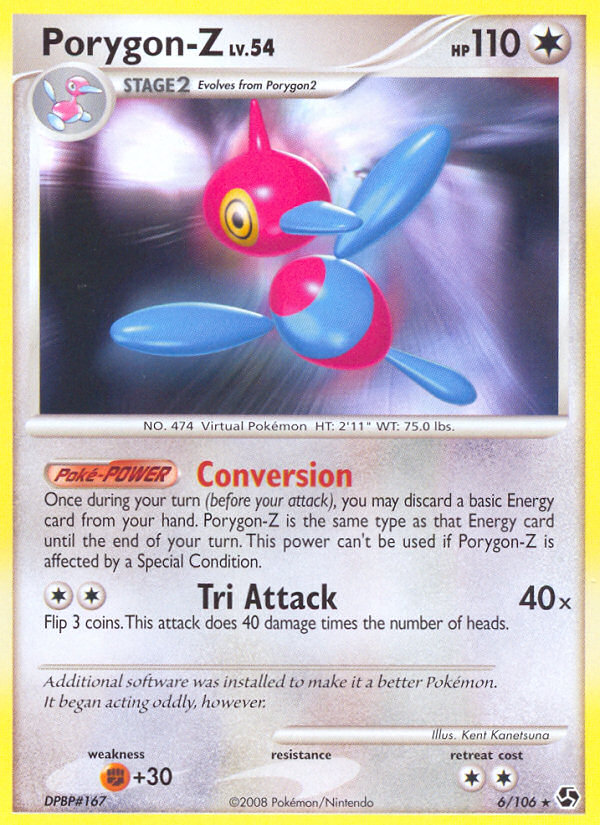 Porygon-Z LV.54 HP 110
STAGE2 Evolves from Porygon2
NO. 474 Virtual Pokémon HT: 2'11" WT: 75.0 lbs.
Poké-POWER Conversion
Once during your turn (before your attack), you may discard a basic Energy
card from your hand. Porygon-Z is the same type as that Energy card
until the end of your turn. This power can't be used if Porygon-Z is
affected by a Special Condition.
Tri Attack 40x
Flip 3 coins. This attack does 40 damage times the number of heads.
Additional software was installed to make it a better Pokémon.
It began acting oddly, however.
Illus. Kent Kanetsuna
weakness resistance retreat cost
+30
DPBP#167 ©2008 Pokémon/Nintendo 6/106